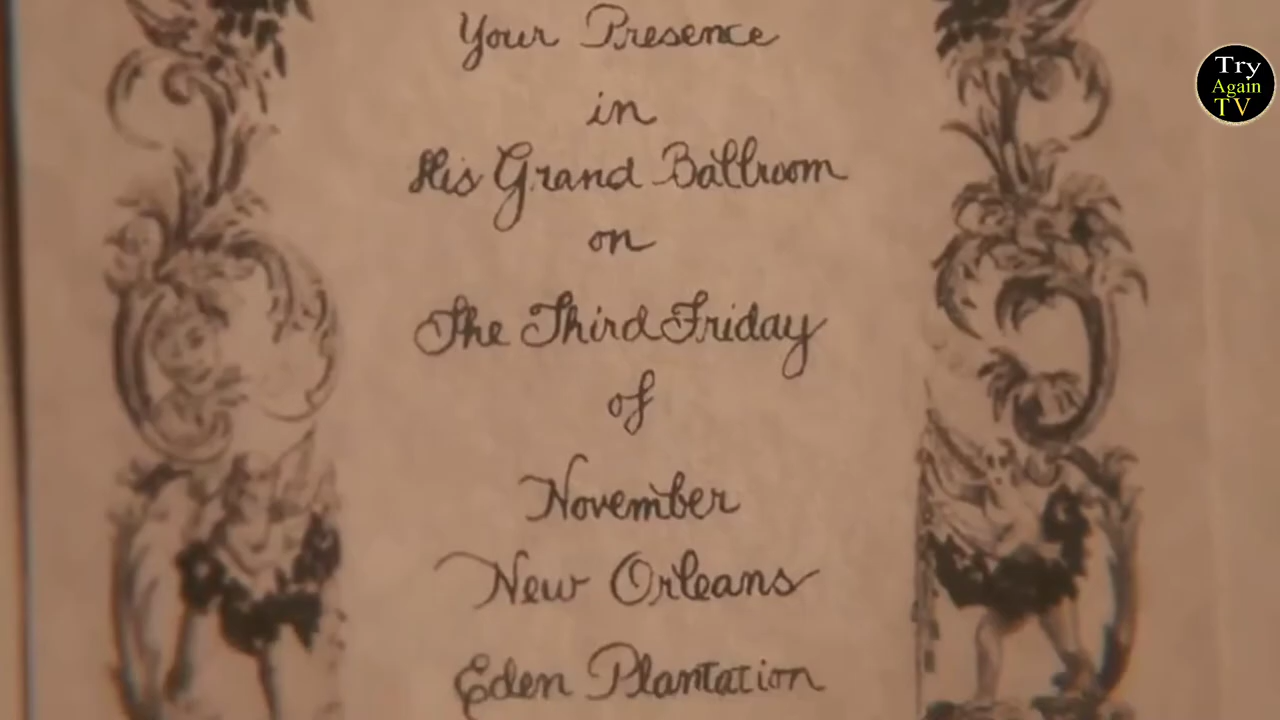 Your Presence
in
His Grand Ballroom
on
The Third Friday
of
November
New Orleans
Eden Plantation
Try
Again
TV